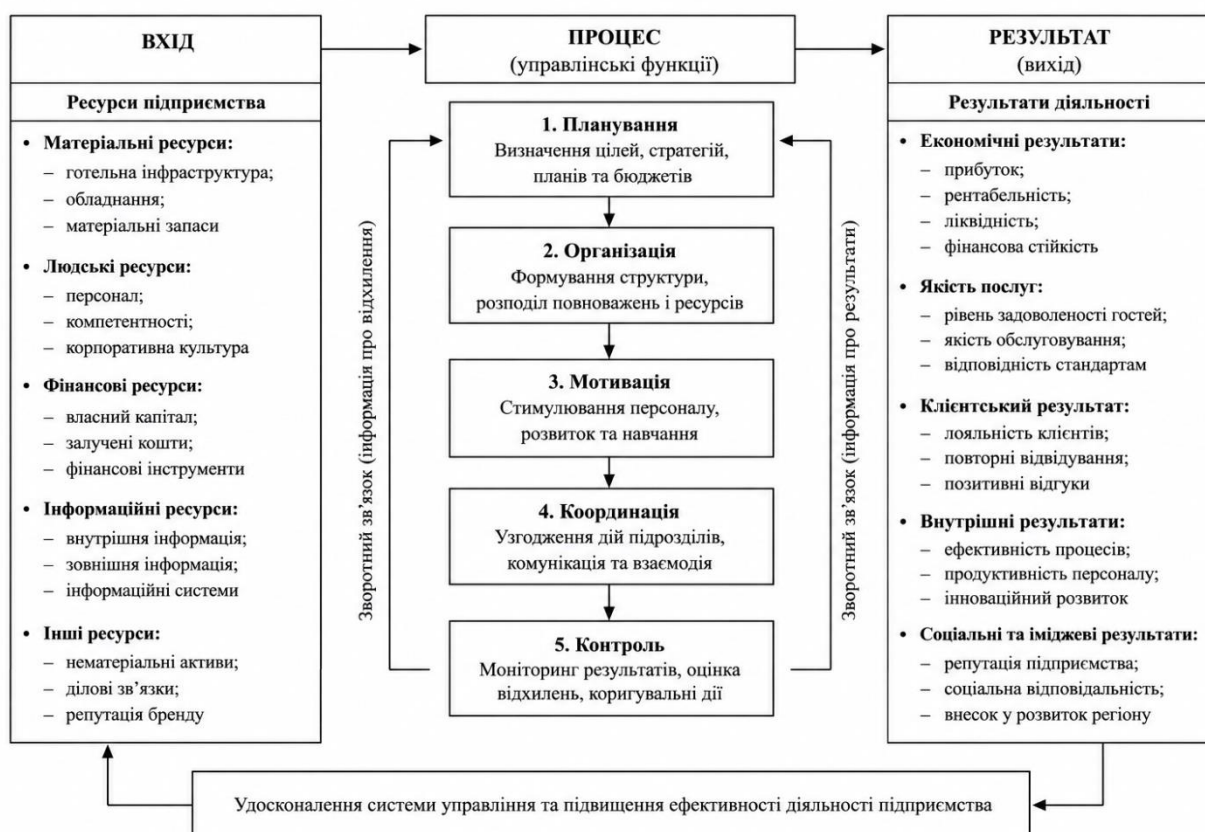 ВХІД
Ресурси підприємства
• Матеріальні ресурси:
– готельна інфраструктура;
– обладнання;
– матеріальні запаси
• Людські ресурси:
– персонал;
– компетентності;
– корпоративна культура
• Фінансові ресурси:
– власний капітал;
– залучені кошти;
– фінансові інструменти
• Інформаційні ресурси:
– внутрішня інформація;
– зовнішня інформація;
– інформаційні системи
• Інші ресурси:
– нематеріальні активи;
– ділові зв’язки;
– репутація бренду
ПРОЦЕС
(управлінські функції)
Зворотний зв’язок (інформація про відхилення)
1. Планування
Визначення цілей, стратегій,
планів та бюджетів
2. Організація
Формування структури,
розподіл повноважень і ресурсів
3. Мотивація
Стимулювання персоналу,
розвиток та навчання
4. Координація
Узгодження дій підрозділів,
комунікація та взаємодія
5. Контроль
Моніторинг результатів, оцінка
відхилень, коригувальні дії
Зворотний зв’язок (інформація про результати)
РЕЗУЛЬТАТ
(вихід)
Результати діяльності
• Економічні результати:
– прибуток;
– рентабельність;
– ліквідність;
– фінансова стійкість
• Якість послуг:
– рівень задоволеності гостей;
– якість обслуговування;
– відповідність стандартам
• Клієнтський результат:
– лояльність клієнтів;
– повторні відвідування;
– позитивні відгуки
• Внутрішні результати:
– ефективність процесів;
– продуктивність персоналу;
– інноваційний розвиток
• Соціальні та іміджеві результати:
– репутація підприємства;
– соціальна відповідальність;
– внесок у розвиток регіону
Удосконалення системи управління та підвищення ефективності діяльності підприємства